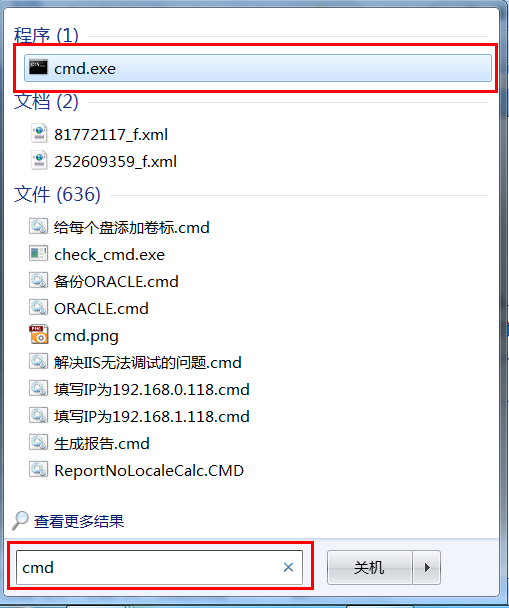 程序 (1)
cmd.exe
文档 (2)
81772117_f.xml
252609359_f.xml
文件 (636)
给每个盘添加卷标.cmd
check_cmd.exe
备份ORACLE.cmd
ORACLE.cmd
cmd.png
解决IIS无法调试的问题.cmd
填写IP为192.168.0.118.cmd
填写IP为192.168.1.118.cmd
生成报告.cmd
ReportNoLocaleCalc.CMD
查看更多结果
cmd
关机